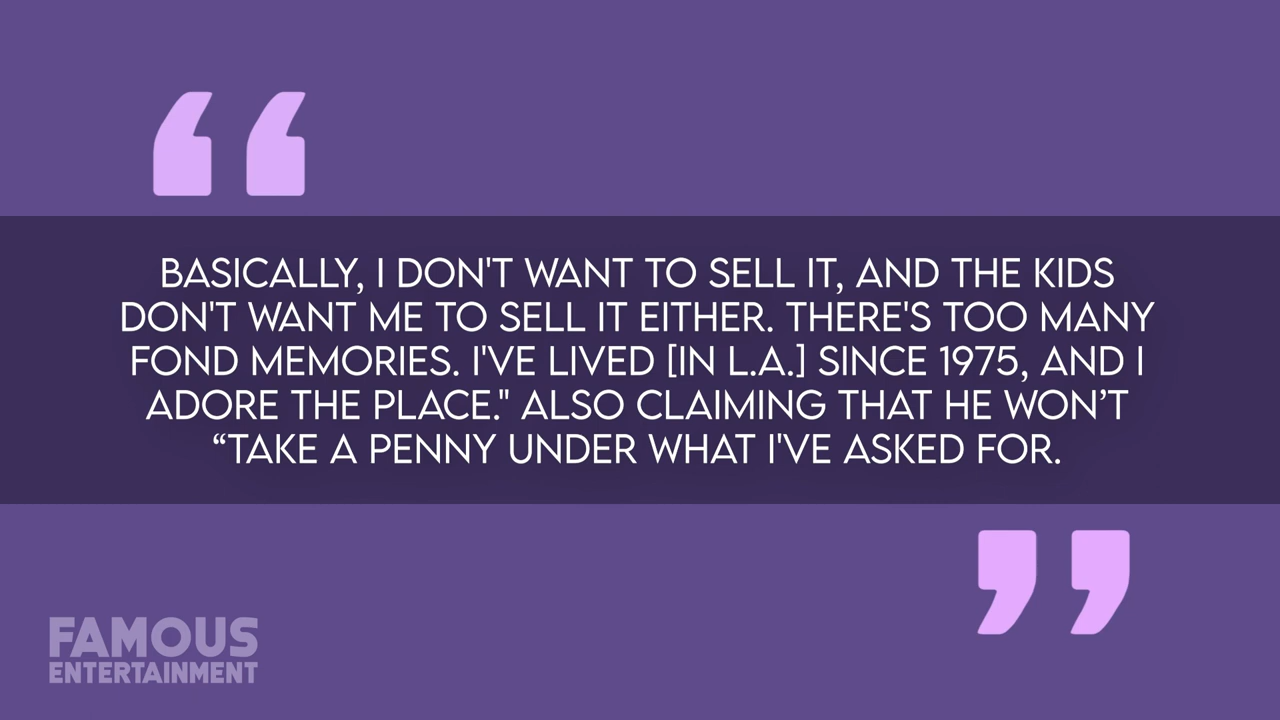 BASICALLY, I DON'T WANT TO SELL IT, AND THE KIDS
DON'T WANT ME TO SELL IT EITHER. THERE'S TOO MANY
FOND MEMORIES. I'VE LIVED [IN L.A.] SINCE 1975, AND I
ADORE THE PLACE." ALSO CLAIMING THAT HE WON’T
“TAKE A PENNY UNDER WHAT I'VE ASKED FOR.
FAMOUS
ENTERTAINMENT